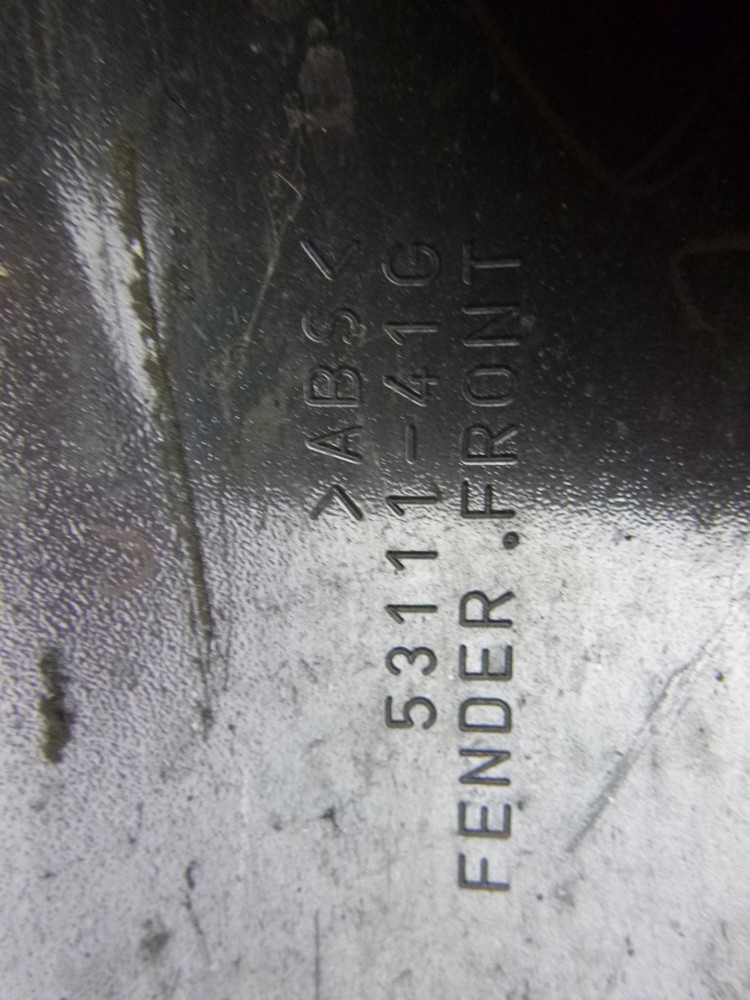 >ABS<
53111-41G
FENDER.FRONT